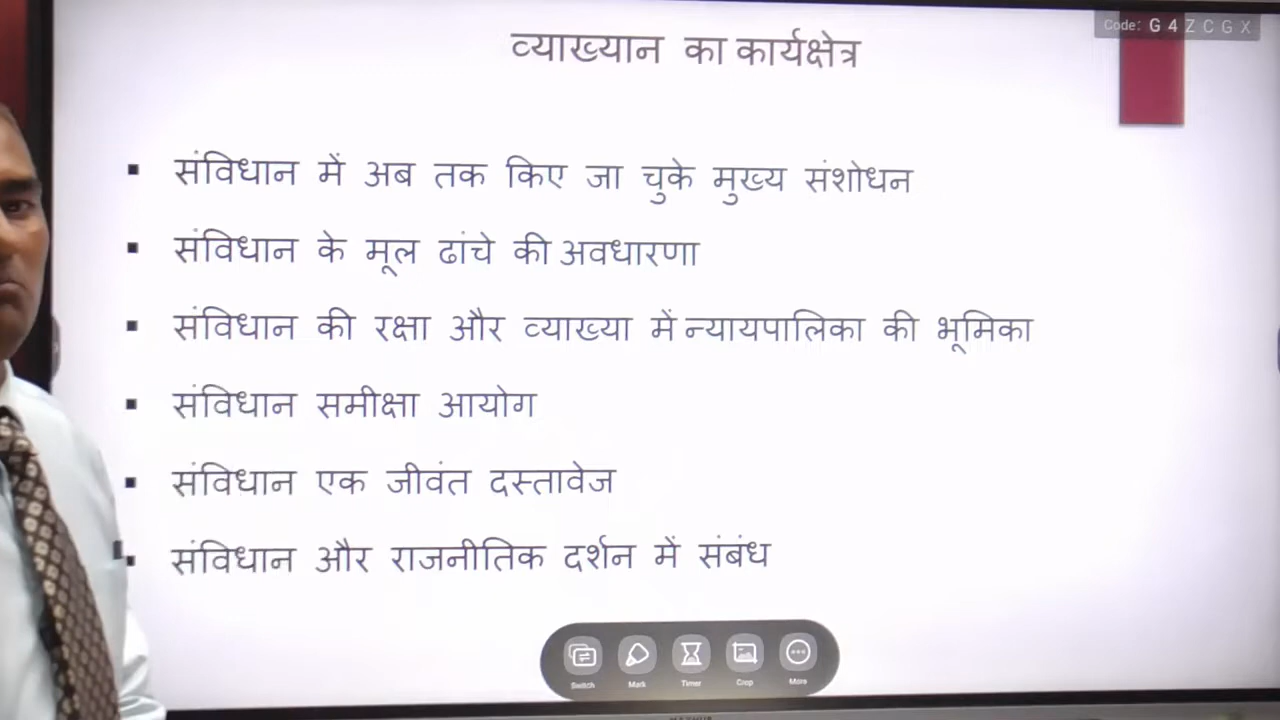 Code: G 4 Z C G X
व्याख्यान का कार्यक्षेत्र
▪ संविधान में अब तक किए जा चुके मुख्य संशोधन
▪ संविधान के मूल ढांचे की अवधारणा
▪ संविधान की रक्षा और व्याख्या में न्यायपालिका की भूमिका
▪ संविधान समीक्षा आयोग
▪ संविधान एक जीवंत दस्तावेज
▪ संविधान और राजनीतिक दर्शन में संबंध
Switch Mark Timer Crop More